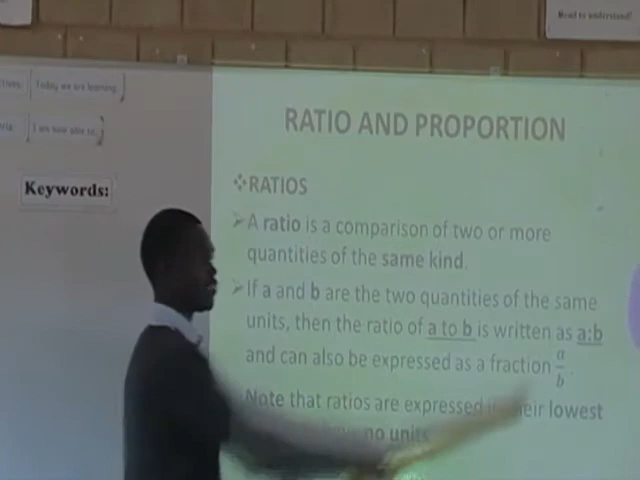 Read to understand!
Today we are learning
I am now able to
Keywords:
RATIO AND PROPORTION
RATIOS
A ratio is a comparison of two or more
quantities of the same kind.
If a and b are the two quantities of the same
units, then the ratio of a to b is written as a:b
and can also be expressed as a fraction a/b.
Note that ratios are expressed in their lowest
no units